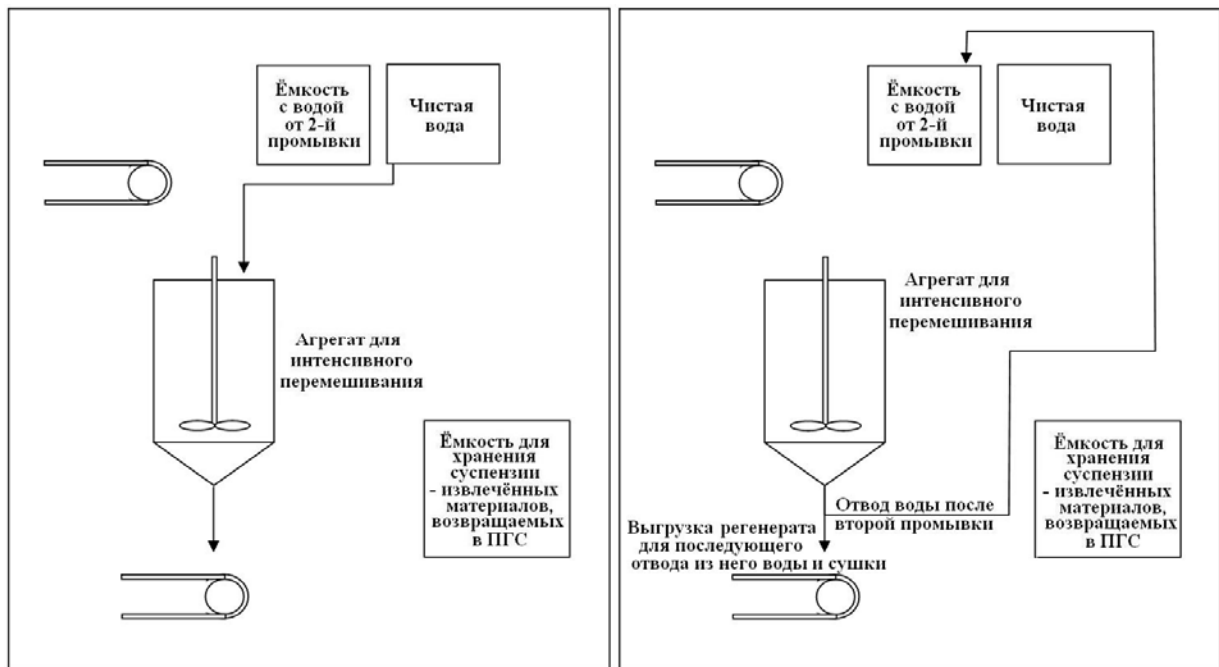 Ёмкость
с водой
от 2-й
промывки
Чистая
вода
Агрегат для
интенсивного
перемешивания
Ёмкость для
хранения
суспензии
- извлечённых
материалов,
возвращаемых
в ПГС
Ёмкость
с водой
от 2-й
промывки
Чистая
вода
Агрегат для
интенсивного
перемешивания
Ёмкость для
хранения
суспензии
- извлечённых
материалов,
возвращаемых
в ПГС
Отвод воды после
второй промывки
Выгрузка регенерата
для последующего
отвода из него воды и сушки